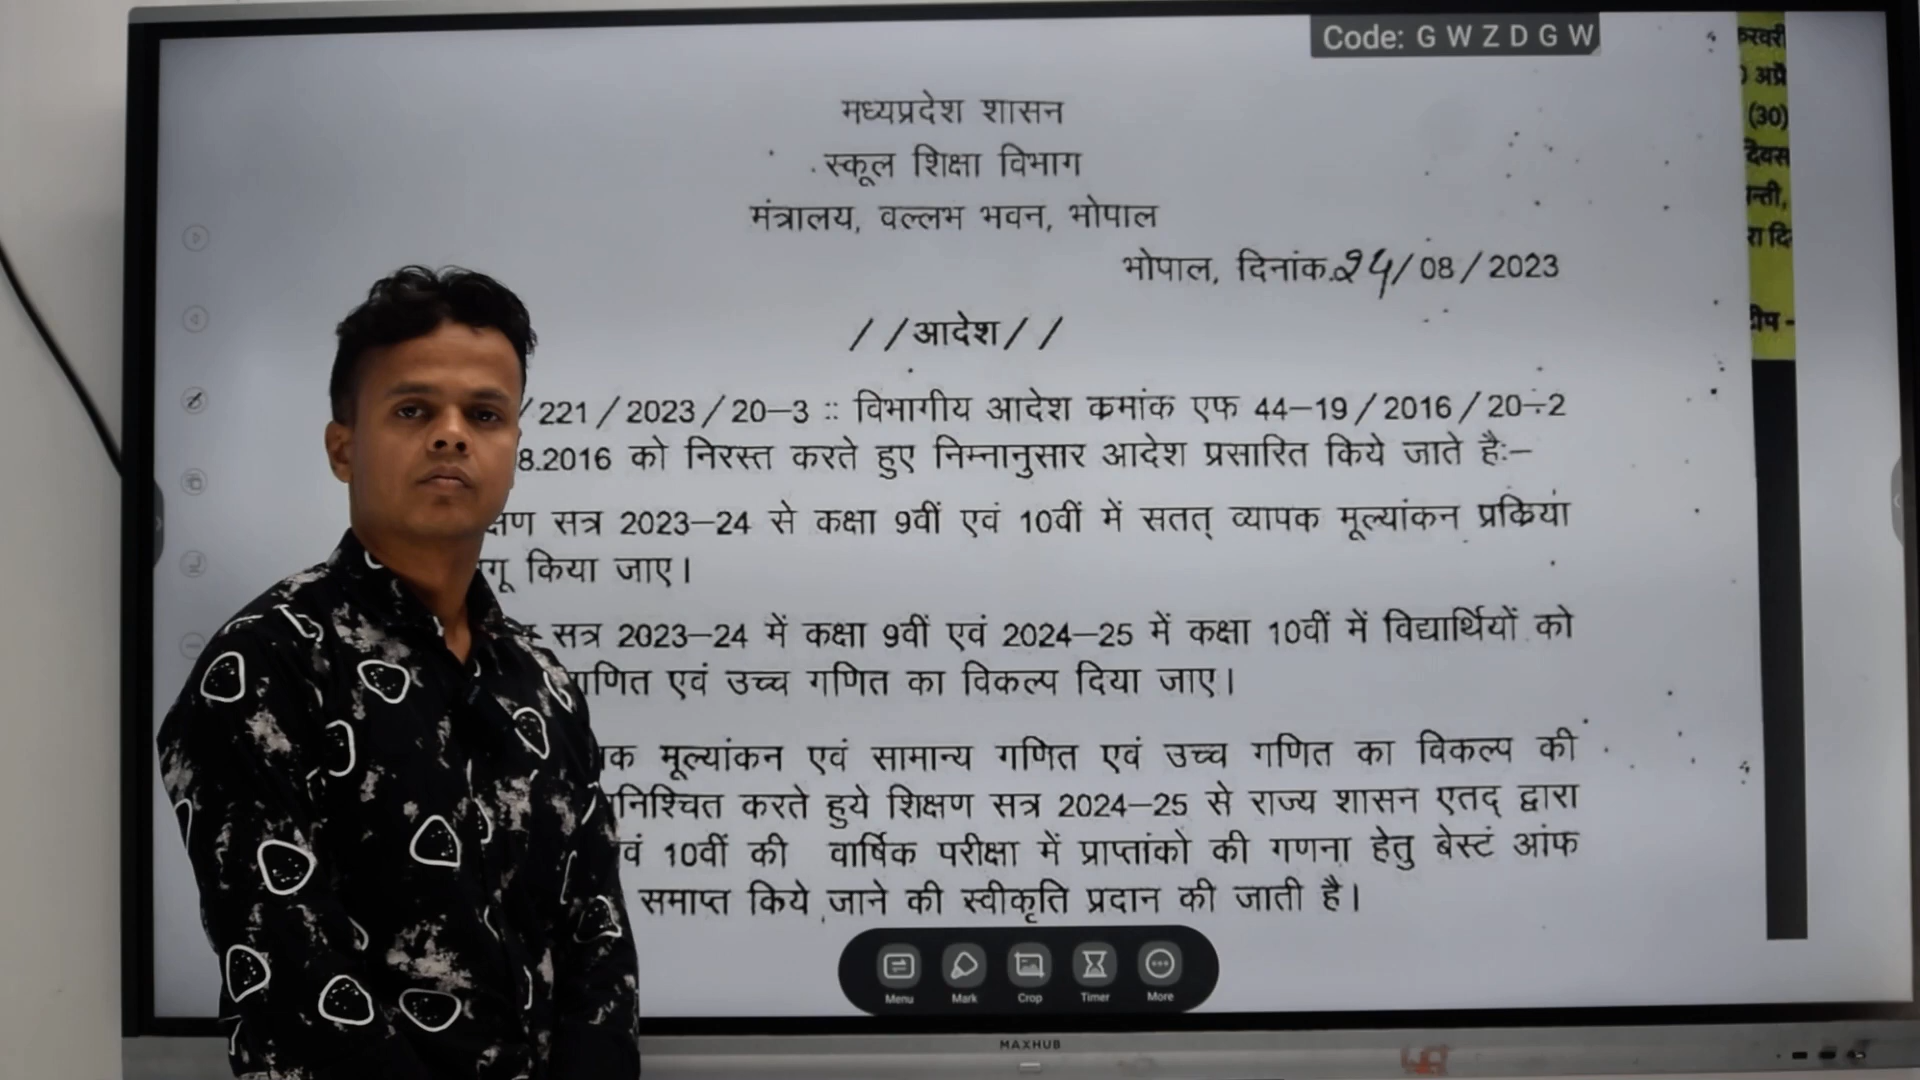 Code: G W Z D G W
मध्यप्रदेश शासन
स्कूल शिक्षा विभाग
मंत्रालय, वल्लभ भवन, भोपाल
भोपाल, दिनांक 24/08/2023
//आदेश//
/221/2023/20-3 :: विभागीय आदेश कमांक एफ 44-19/2016/20-2
8.2016 को निरस्त करते हुए निम्नानुसार आदेश प्रसारित किये जाते हैः-
सत्र 2023-24 से कक्षा 9वीं एवं 10वीं में सतत् व्यापक मूल्यांकन प्रकिया
किया जाए।
सत्र 2023-24 में कक्षा 9वीं एवं 2024-25 में कक्षा 10वीं में विद्यार्थियों को
एवं उच्च गणित का विकल्प दिया जाए।
मूल्यांकन एवं सामान्य गणित एवं उच्च गणित का विकल्प की
निश्चित करते हुये शिक्षण सत्र 2024-25 से राज्य शासन एतद् द्वारा
10वीं की वार्षिक परीक्षा में प्राप्तांको की गणना हेतु बेस्टं आंफ
समाप्त किये जाने की स्वीकृति प्रदान की जाती है।
(30)
Menu Mark Crop Timer More
MAXHUB